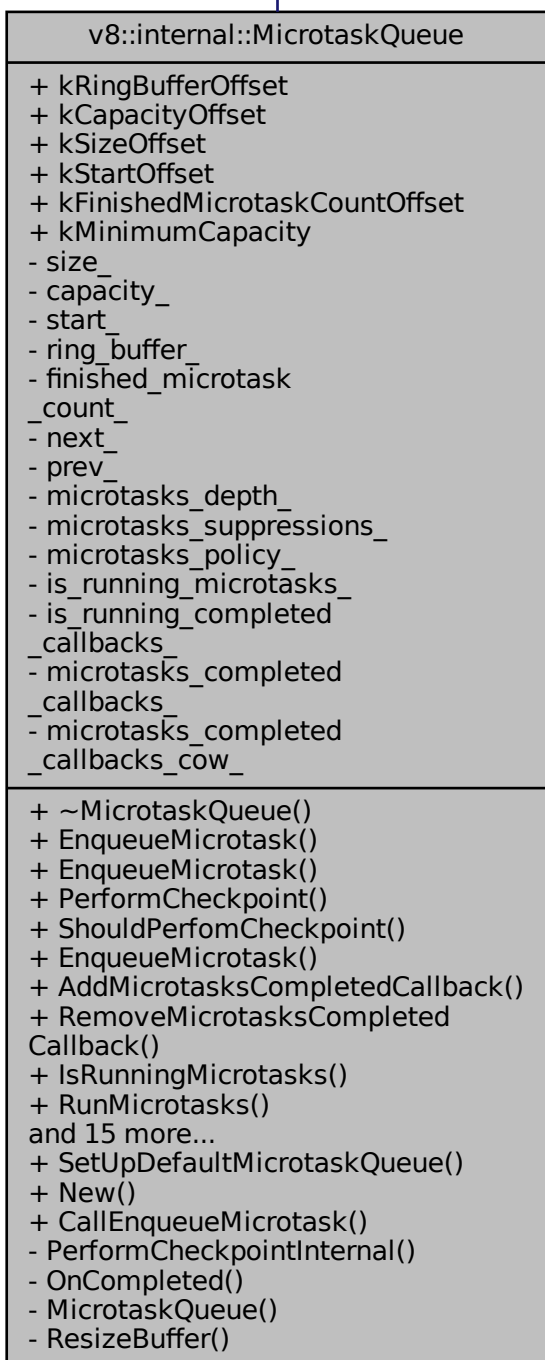 v8::internal::MicrotaskQueue
+ kRingBufferOffset
+ kCapacityOffset
+ kSizeOffset
+ kStartOffset
+ kFinishedMicrotaskCountOffset
+ kMinimumCapacity
- size_
- capacity_
- start_
- ring_buffer_
- finished_microtask
_count_
- next_
- prev_
- microtasks_depth_
- microtasks_suppressions_
- microtasks_policy_
- is_running_microtasks_
- is_running_completed
_callbacks_
- microtasks_completed
_callbacks_
- microtasks_completed
_callbacks_cow_
+ ~MicrotaskQueue()
+ EnqueueMicrotask()
+ EnqueueMicrotask()
+ PerformCheckpoint()
+ ShouldPerfomCheckpoint()
+ EnqueueMicrotask()
+ AddMicrotasksCompletedCallback()
+ RemoveMicrotasksCompleted
Callback()
+ IsRunningMicrotasks()
+ RunMicrotasks()
and 15 more...
+ SetUpDefaultMicrotaskQueue()
+ New()
+ CallEnqueueMicrotask()
- PerformCheckpointInternal()
- OnCompleted()
- MicrotaskQueue()
- ResizeBuffer()